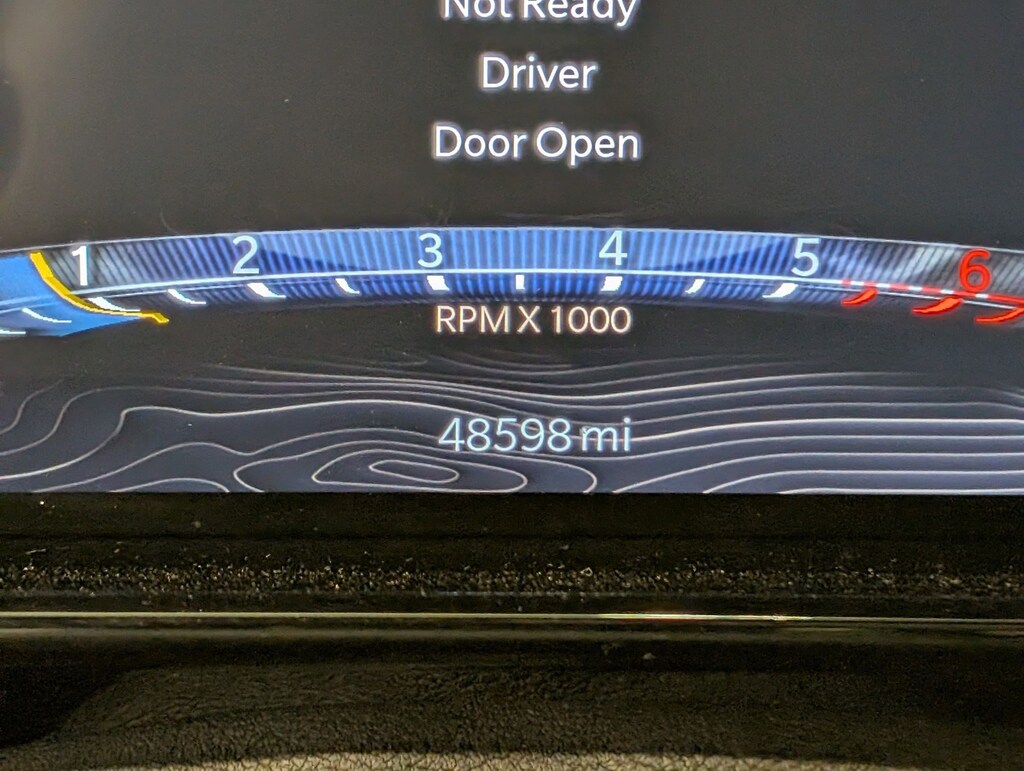 Not Ready
Driver
Door Open
1 2 3 4 5 6
RPM X 1000
48598 mi